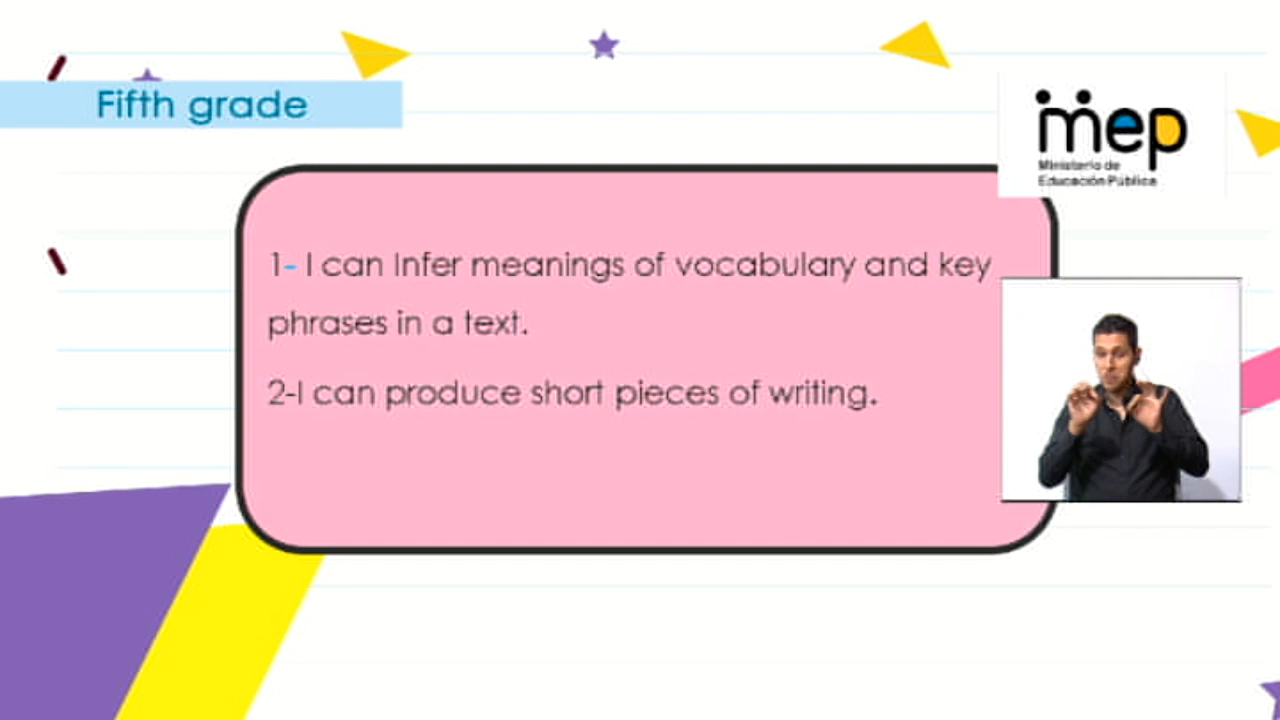 Fifth grade
mep
Ministerio de
Educación Pública
1- I can Infer meanings of vocabulary and key
phrases in a text.
2-I can produce short pieces of writing.